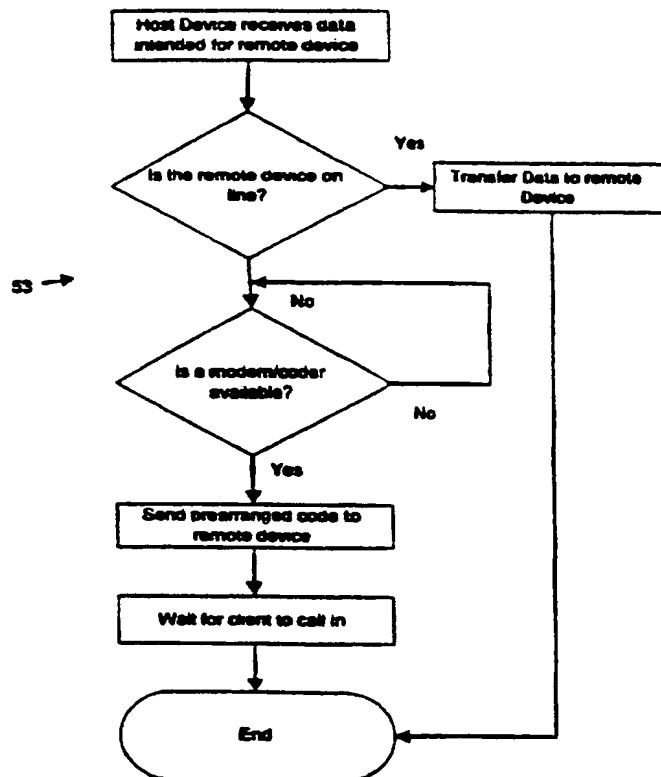 Host Device receives data
intended for remote device
Yes
Is the remote device on
line?
Transfer Data to remote
Device
53
No
Is a modem/coder
available?
No
Yes
Send prearranged code to
remote device
Wait for client to call in
End